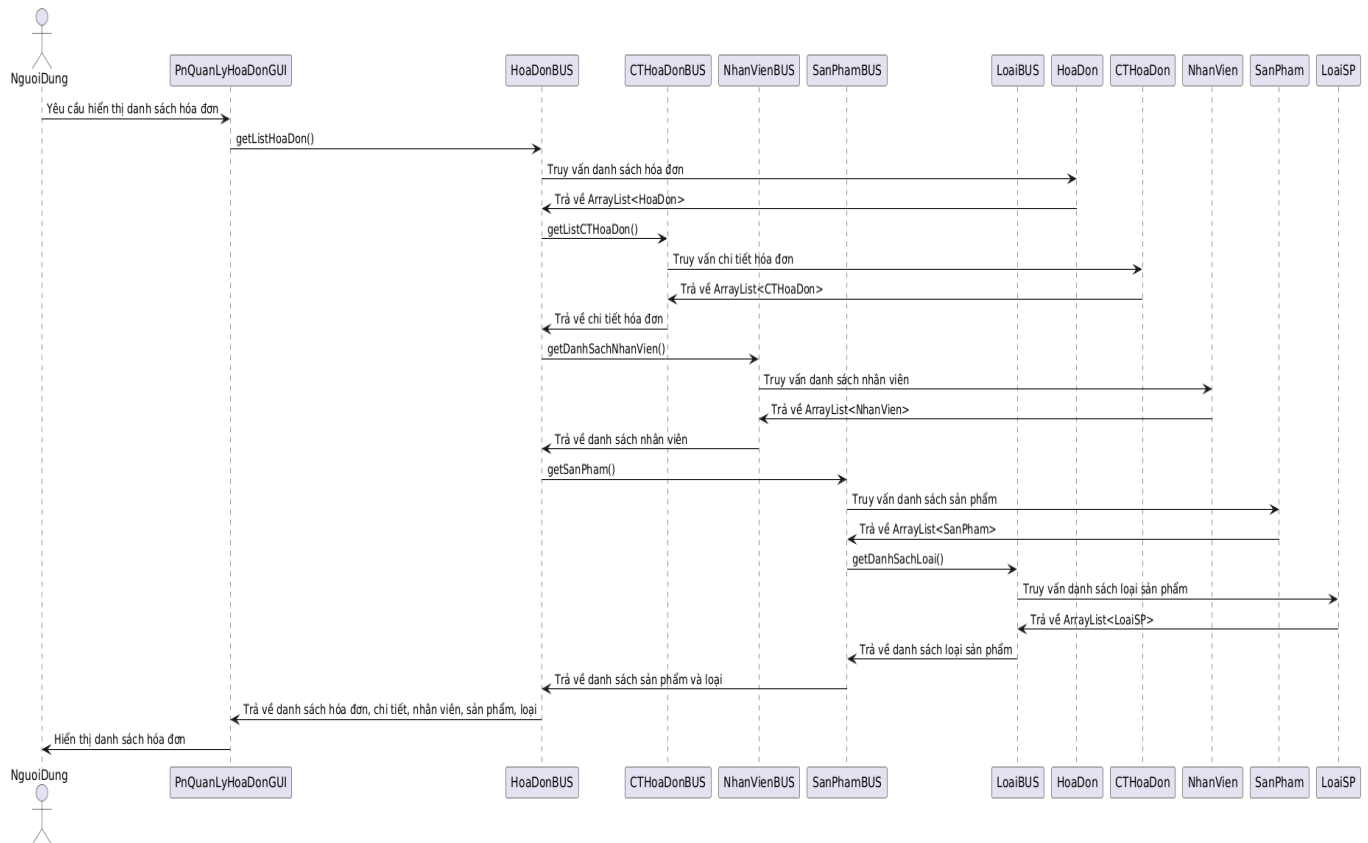 NguoiDung
PnQuanLyHoaDonGUI
HoaDonBUS
CTHoaDonBUS
NhanVienBUS
SanPhamBUS
LoaiBUS
HoaDon
CTHoaDon
NhanVien
SanPham
LoaiSP
Yêu cầu hiển thị danh sách hóa đơn
getListHoaDon()
Truy vấn danh sách hóa đơn
Trả về ArrayList<HoaDon>
getListCTHoaDon()
Truy vấn chi tiết hóa đơn
Trả về ArrayList<CTHoaDon>
Trả về chi tiết hóa đơn
getDanhSachNhanVien()
Truy vấn danh sách nhân viên
Trả về ArrayList<NhanVien>
Trả về danh sách nhân viên
getSanPham()
Truy vấn danh sách sản phẩm
Trả về ArrayList<SanPham>
getDanhSachLoai()
Truy vấn danh sách loại sản phẩm
Trả về ArrayList<LoaiSP>
Trả về danh sách loại sản phẩm
Trả về danh sách sản phẩm và loại
Trả về danh sách hóa đơn, chi tiết, nhân viên, sản phẩm, loại
Hiển thị danh sách hóa đơn
NguoiDung
PnQuanLyHoaDonGUI
HoaDonBUS
CTHoaDonBUS
NhanVienBUS
SanPhamBUS
LoaiBUS
HoaDon
CTHoaDon
NhanVien
SanPham
LoaiSP